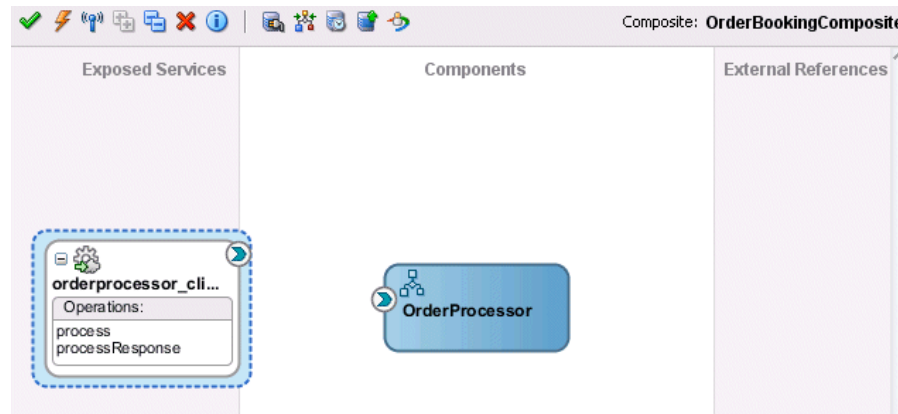 Composite: OrderBookingComposite
Exposed Services
Components
External References
orderprocessor_cli...
Operations:
process
processResponse
OrderProcessor